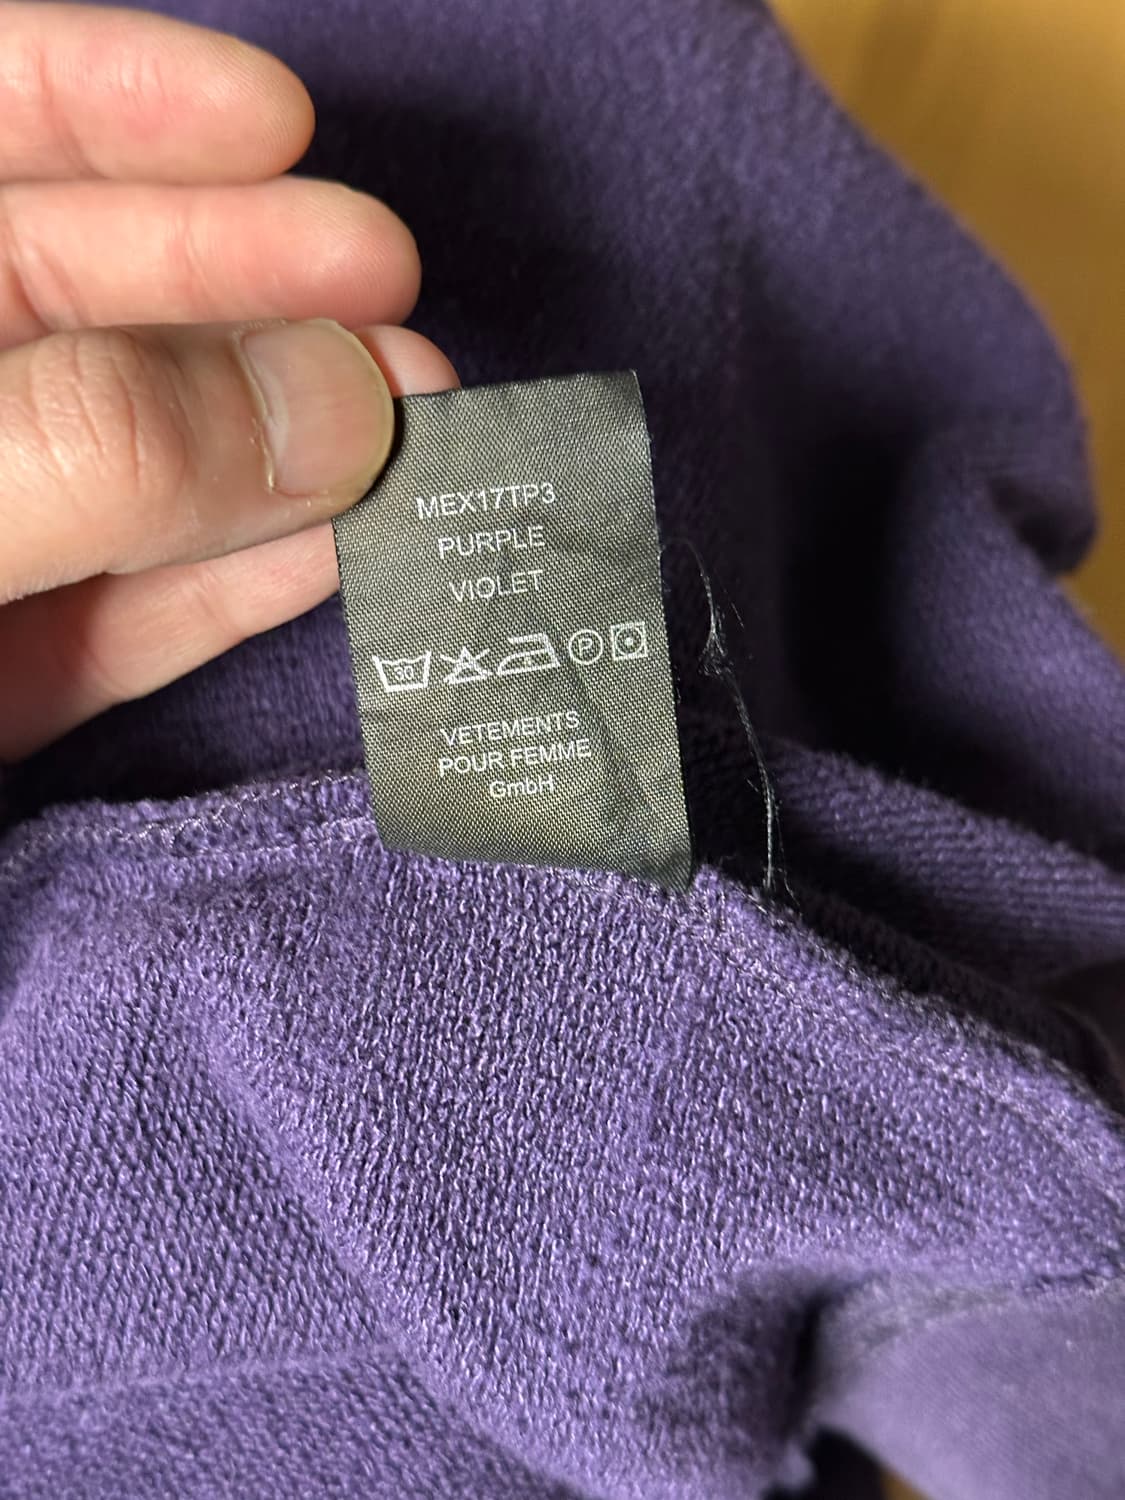 MEX17TP3
PURPLE
VIOLET
30 P
VETEMENTS
POUR FEMME
GmbH